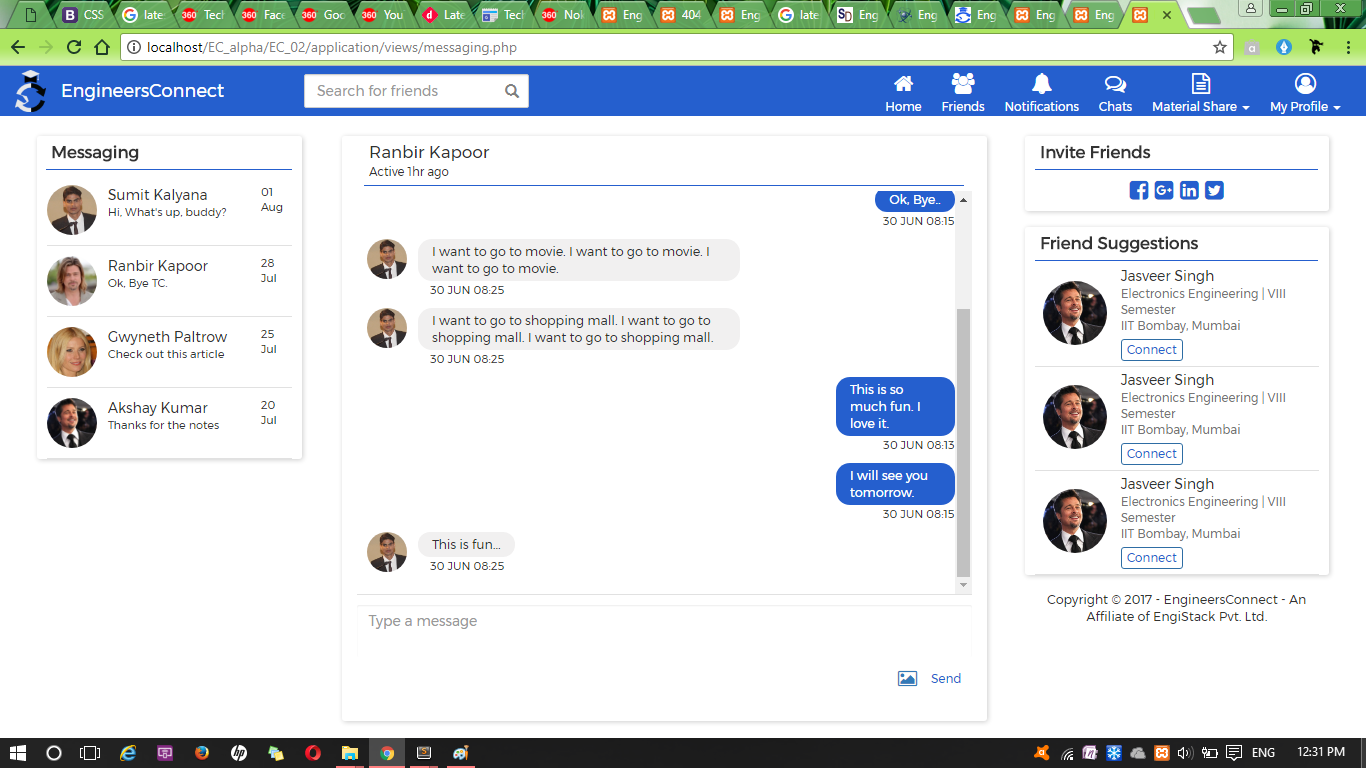 CSS
late
Tech
Face
Goo
You
Late
Tech
Nok
Eng
404
Eng
late
Eng
Eng
Eng
Eng
Eng
localhost/EC_alpha/EC_02/application/views/messaging.php
EngineersConnect
Search for friends
Home
Friends
Notifications
Chats
Material Share
My Profile
Messaging
Sumit Kalyana
01 Aug
Hi, What's up, buddy?
Ranbir Kapoor
28 Jul
Ok, Bye TC.
Gwyneth Paltrow
25 Jul
Check out this article
Akshay Kumar
20 Jul
Thanks for the notes
Ranbir Kapoor
Active 1hr ago
Ok, Bye..
30 JUN 08:15
I want to go to movie. I want to go to movie. I
want to go to movie.
30 JUN 08:25
I want to go to shopping mall. I want to go to
shopping mall. I want to go to shopping mall.
30 JUN 08:25
This is so
much fun. I
love it.
30 JUN 08:13
I will see you
tomorrow.
30 JUN 08:15
This is fun...
30 JUN 08:25
Type a message
Send
Invite Friends
Friend Suggestions
Jasveer Singh
Electronics Engineering | VIII
Semester
IIT Bombay, Mumbai
Connect
Jasveer Singh
Electronics Engineering | VIII
Semester
IIT Bombay, Mumbai
Connect
Jasveer Singh
Electronics Engineering | VIII
Semester
IIT Bombay, Mumbai
Connect
Copyright © 2017 - EngineersConnect - An
Affiliate of EngiStack Pvt. Ltd.
ENG
12:31 PM